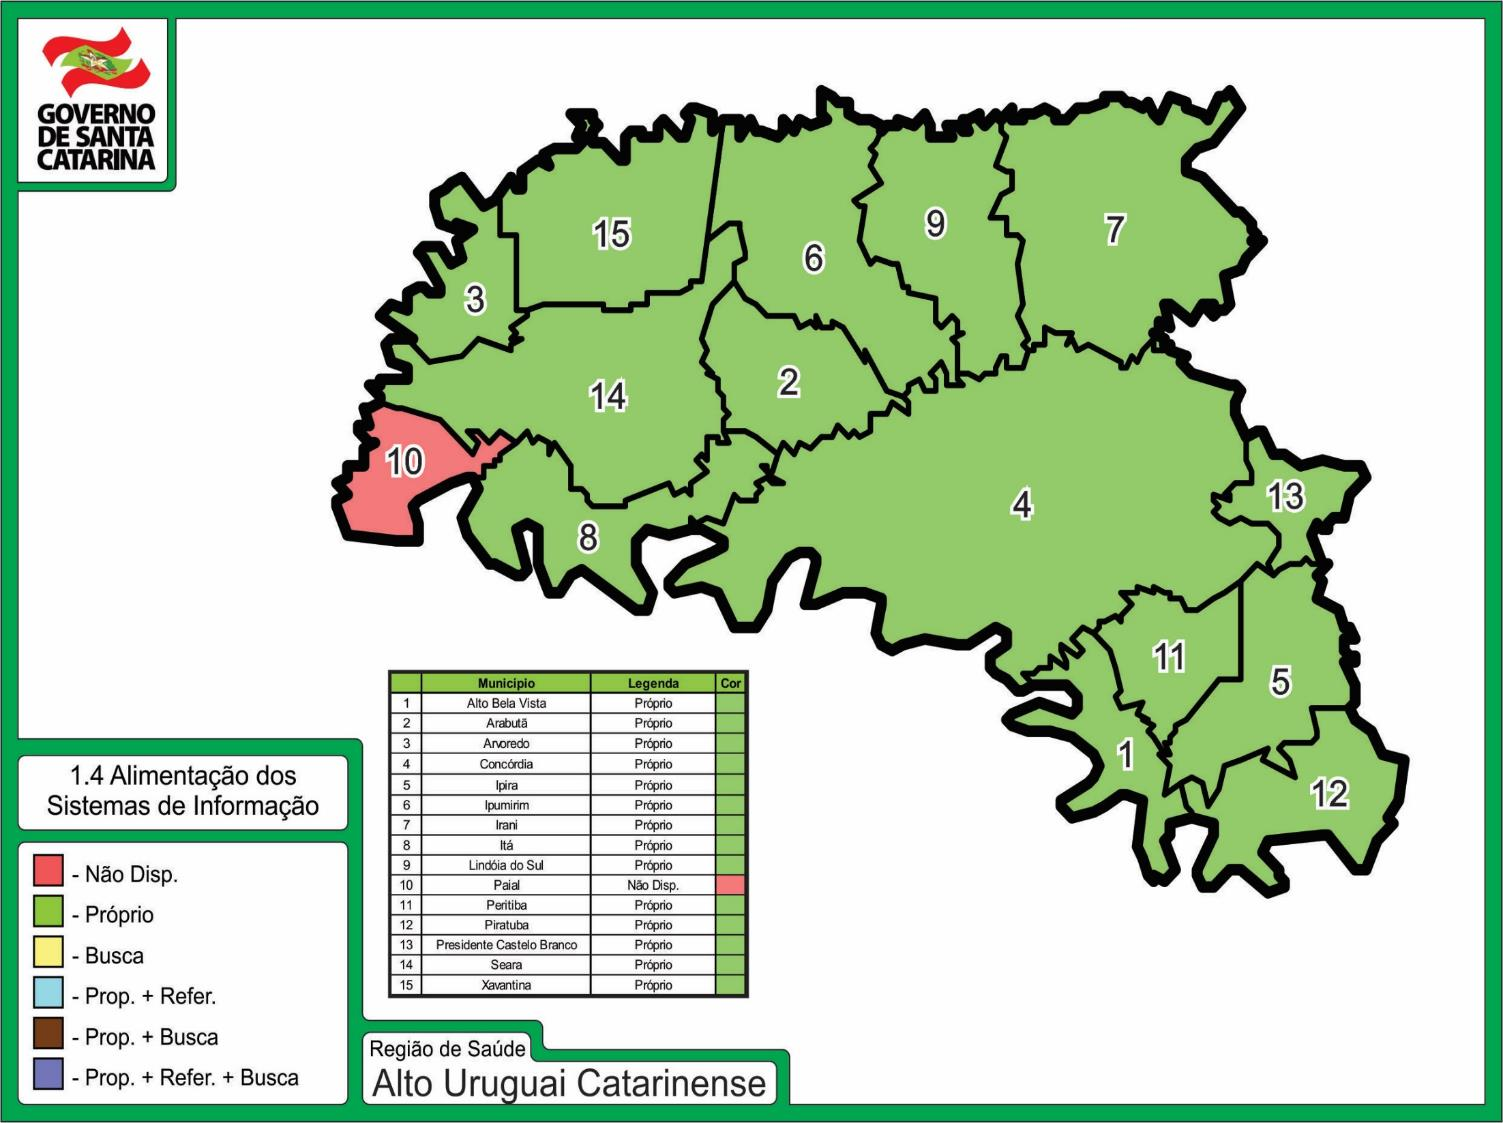 GOVERNO
DE SANTA
CATARINA
15
6
9
7
3
14
2
10
4
13
8
11
5
1
12
Município Legenda Cor
1 Alto Bela Vista Próprio
2 Arabutã Próprio
3 Arvoredo Próprio
4 Concórdia Próprio
5 Ipira Próprio
6 Ipumirim Próprio
7 Irani Próprio
8 Itá Próprio
9 Lindóia do Sul Próprio
10 Paial Não Disp.
11 Peritiba Próprio
12 Piratuba Próprio
13 Presidente Castelo Branco Próprio
14 Seara Próprio
15 Xavantina Próprio
1.4 Alimentação dos
Sistemas de Informação
- Não Disp.
- Próprio
- Busca
- Prop. + Refer.
- Prop. + Busca
- Prop. + Refer. + Busca
Região de Saúde
Alto Uruguai Catarinense